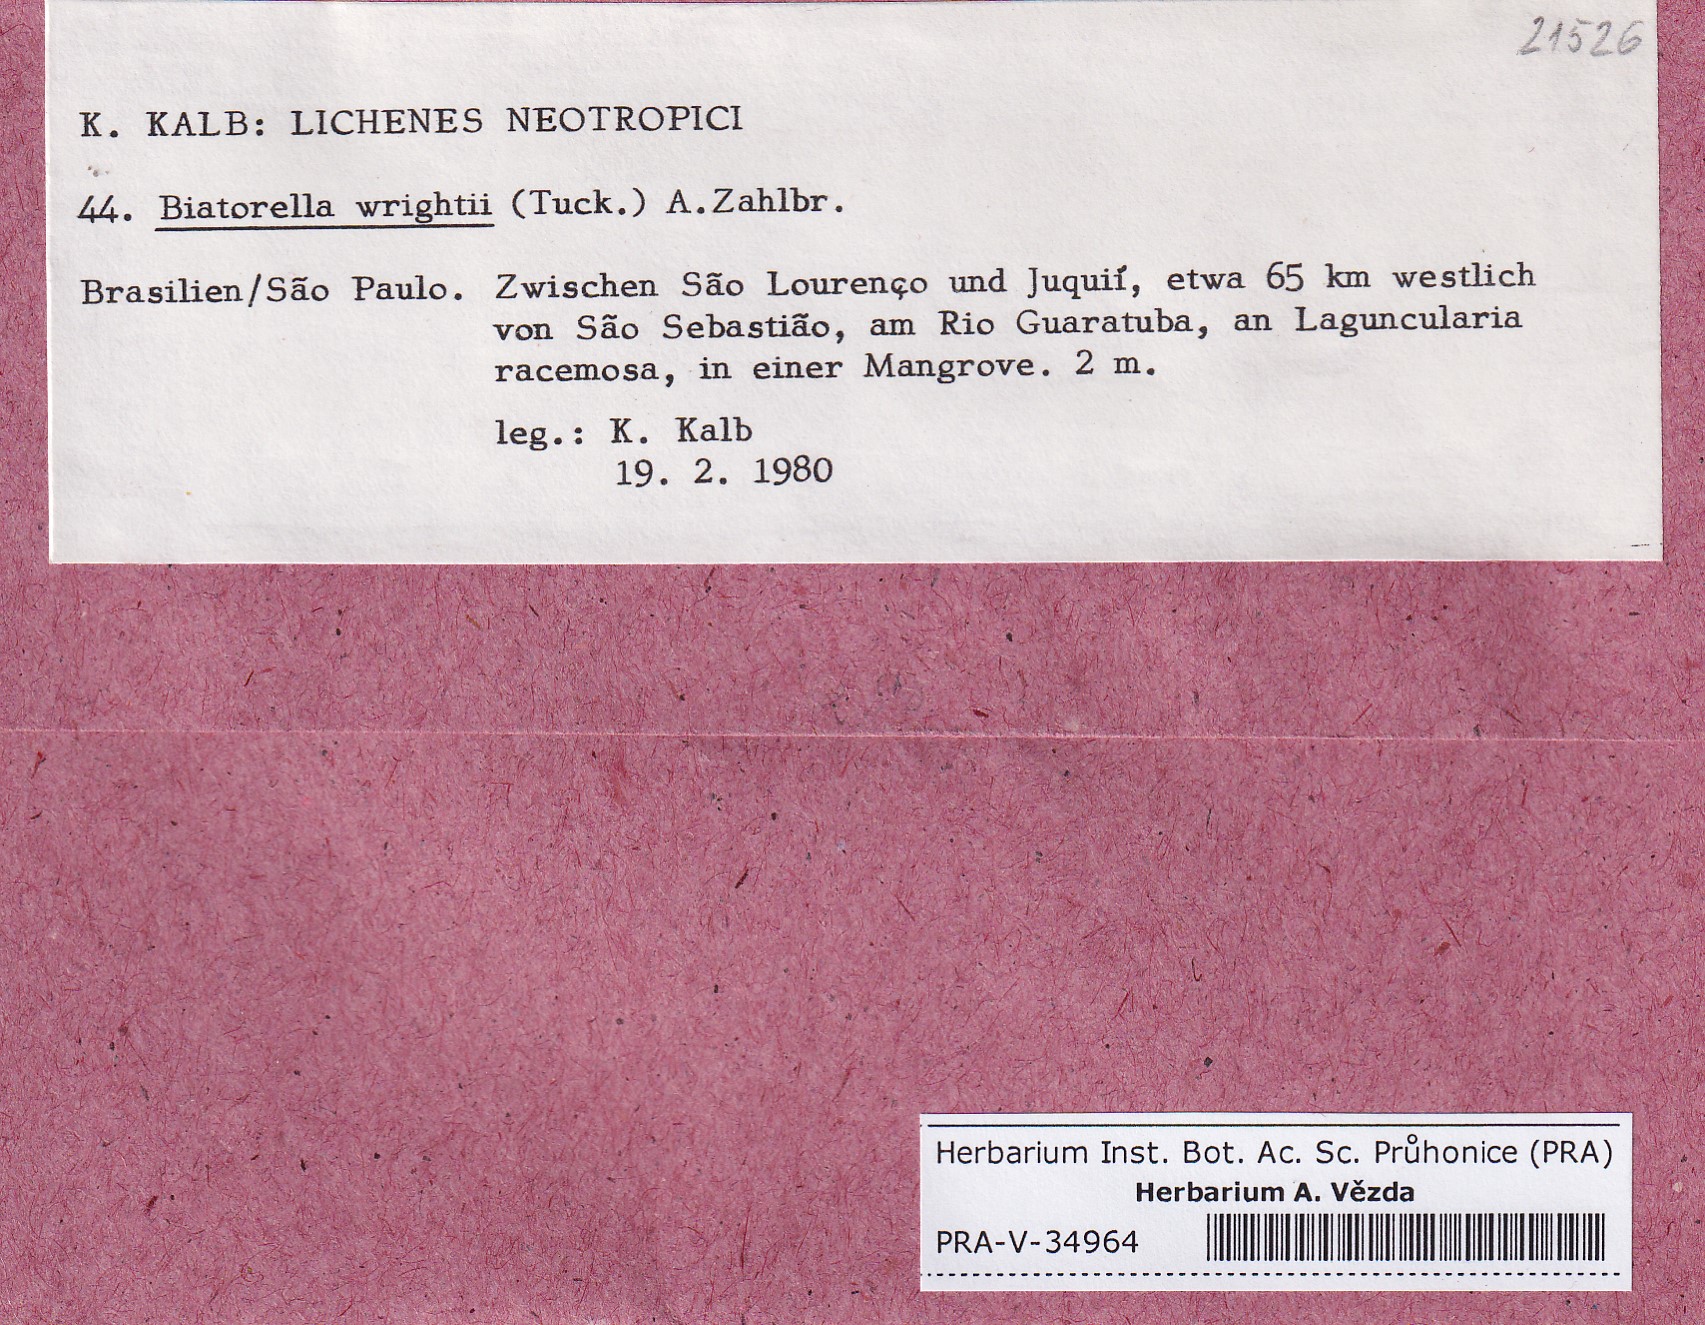 21526
K. KALB: LICHENES NEOTROPICI
44. Biatorella wrightii (Tuck.) A.Zahlbr.
Brasilien/São Paulo. Zwischen São Lourenço und Juquií, etwa 65 km westlich
von São Sebastião, am Rio Guaratuba, an Laguncularia
racemosa, in einer Mangrove. 2 m.
leg.: K. Kalb
19. 2. 1980
Herbarium Inst. Bot. Ac. Sc. Průhonice (PRA)
Herbarium A. Vězda
PRA-V-34964